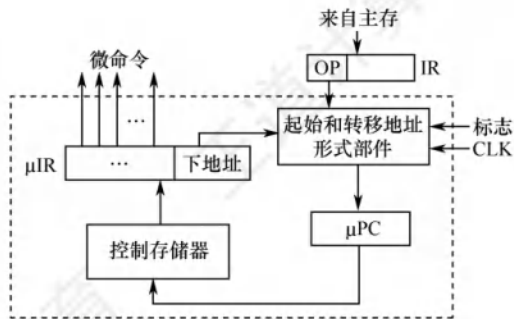 来自主存
微命令
OP
IR
…
起始和转移地址
形式部件
标志
CLK
μIR
…
下地址
μPC
控制存储器